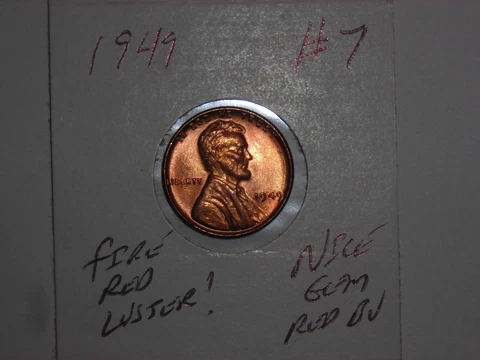 1949 #7
LIBERTY 1949
FIRE
RED
LUSTER!
NICE
GEM
RED BU